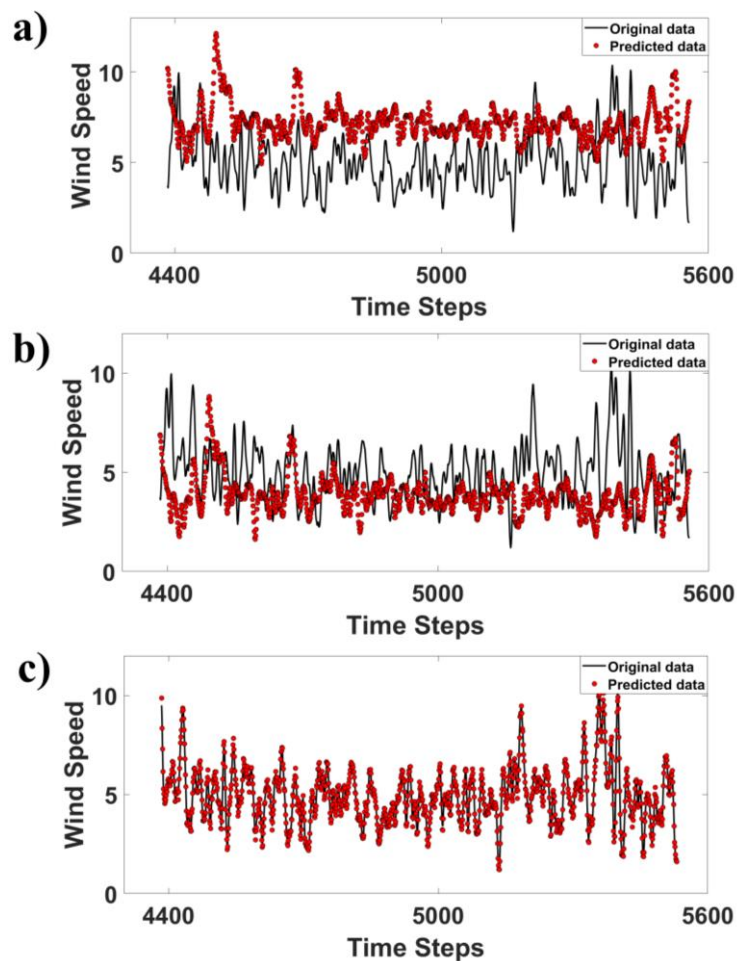 a)
Original data
Predicted data
10
5
0
Wind Speed
4400 5000 5600
Time Steps
b)
Original data
Predicted data
10
5
0
Wind Speed
4400 5000 5600
Time Steps
c)
Original data
Predicted data
10
5
0
Wind Speed
4400 5000 5600
Time Steps